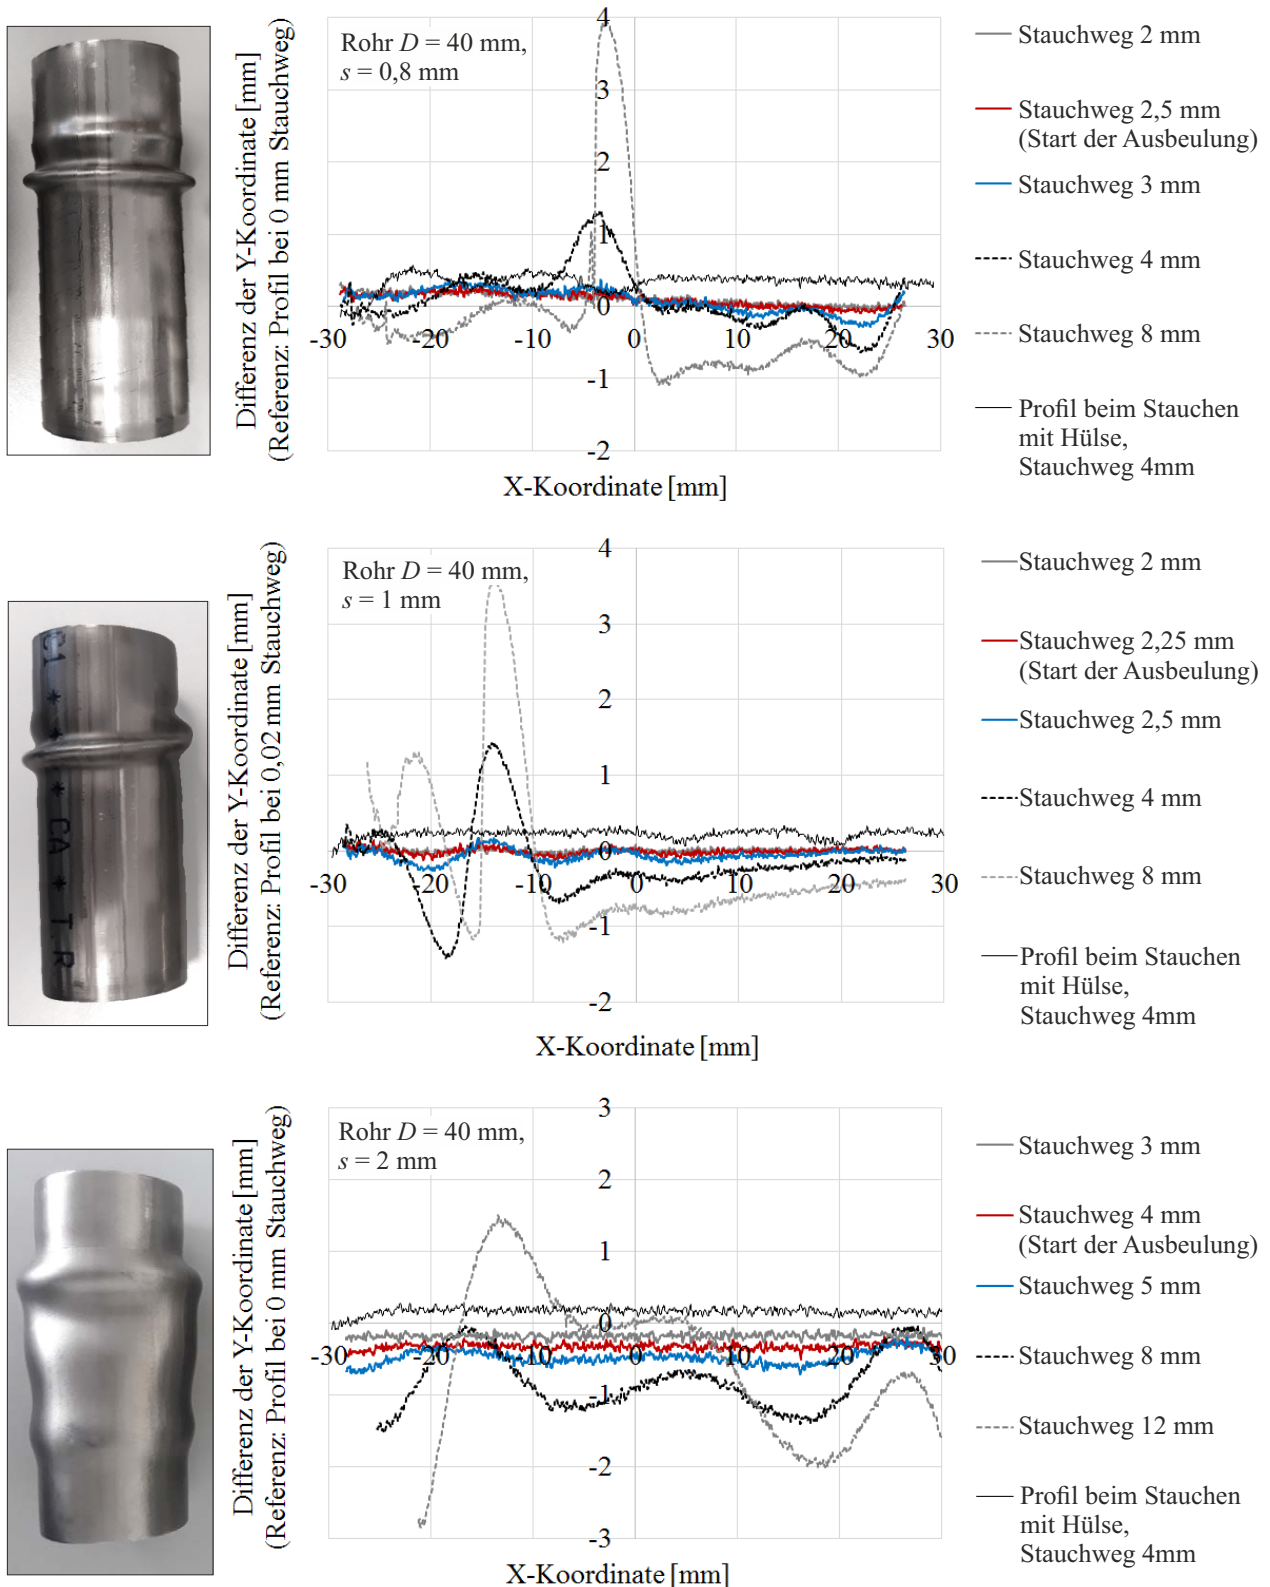 Differenz der Y-Koordinate [mm]
(Referenz: Profil bei 0 mm Stauchweg)
Rohr D = 40 mm,
s = 0,8 mm
4
3
2
1
0
-1
-2
-30
-20
-10
0
10
20
30
X-Koordinate [mm]
Stauchweg 2 mm
Stauchweg 2,5 mm
(Start der Ausbeulung)
Stauchweg 3 mm
Stauchweg 4 mm
Stauchweg 8 mm
Profil beim Stauchen
mit Hülse,
Stauchweg 4mm
CA * T.R
Differenz der Y-Koordinate [mm]
(Referenz: Profil bei 0,02 mm Stauchweg)
Rohr D = 40 mm,
s = 1 mm
4
3
2
1
0
-1
-2
-30
-20
-10
0
10
20
30
X-Koordinate [mm]
Stauchweg 2 mm
Stauchweg 2,25 mm
(Start der Ausbeulung)
Stauchweg 2,5 mm
Stauchweg 4 mm
Stauchweg 8 mm
Profil beim Stauchen
mit Hülse,
Stauchweg 4mm
Differenz der Y-Koordinate [mm]
(Referenz: Profil bei 0 mm Stauchweg)
Rohr D = 40 mm,
s = 2 mm
3
2
1
0
-1
-2
-3
-30
-20
-10
0
10
20
30
X-Koordinate [mm]
Stauchweg 3 mm
Stauchweg 4 mm
(Start der Ausbeulung)
Stauchweg 5 mm
Stauchweg 8 mm
Stauchweg 12 mm
Profil beim Stauchen
mit Hülse,
Stauchweg 4mm